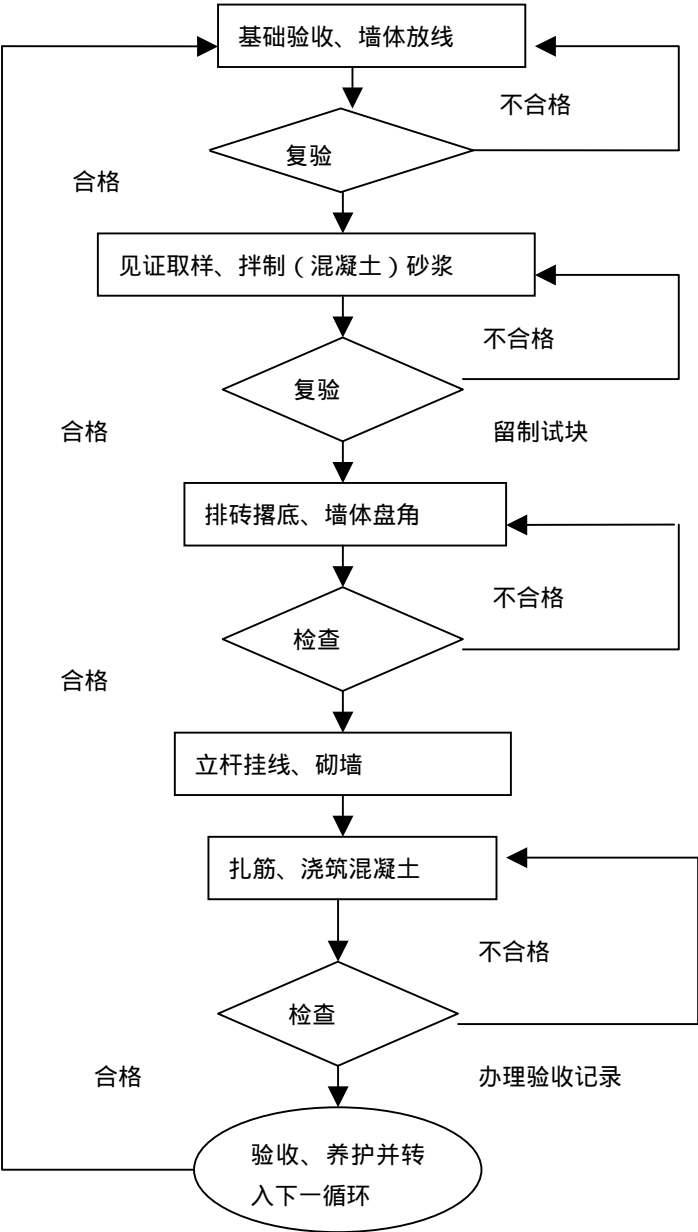 基础验收、墙体放线
不合格
复验
合格
见证取样、拌制（混凝土）砂浆
不合格
复验
合格
留制试块
排砖撂底、墙体盘角
不合格
检查
合格
立杆挂线、砌墙
扎筋、浇筑混凝土
不合格
检查
合格
办理验收记录
验收、养护并转
入下一循环